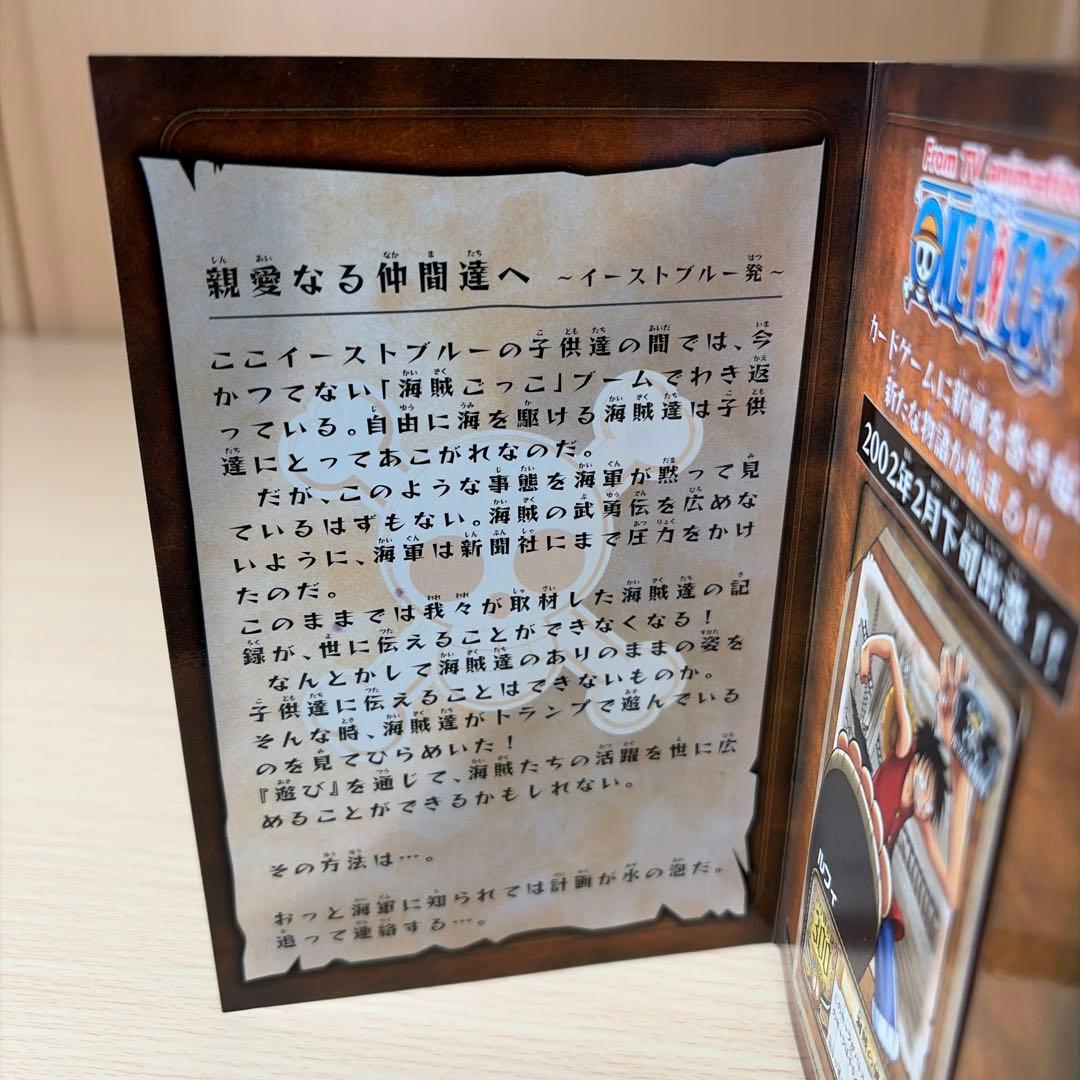 親愛なる仲間達へ ～イーストブルー発～
ここイーストブルーの子供達の間では、今
かつてない「海賊ごっこ」ブームでわき返
っている。自由に海を駆ける海賊達は子供
達にとってあこがれなのだ。
だが、このような事態を海軍が黙って見
ているはずもない。海賊の武勇伝を広めな
いように、海軍は新聞社にまで圧力をかけ
たのだ。
このままでは我々が取材した海賊達の記
録が、世に伝えることができなくなる！
なんとかして海賊達のありのままの姿を
子供達に伝えることはできないものか。
そんな時、海賊達がトランプで遊んでいる
のを見てひらめいた！
『遊び』を通じて、海賊たちの活躍を世に広
めることができるかもしれない。
その方法は…。
おっと海軍に知られては計画が水の泡だ。
追って連絡する…。
From TV animation
ONE PIECE
カードゲームに新風を巻き起
新たな物語が始まる!!
2002年2月下旬出港!!
ルフィ